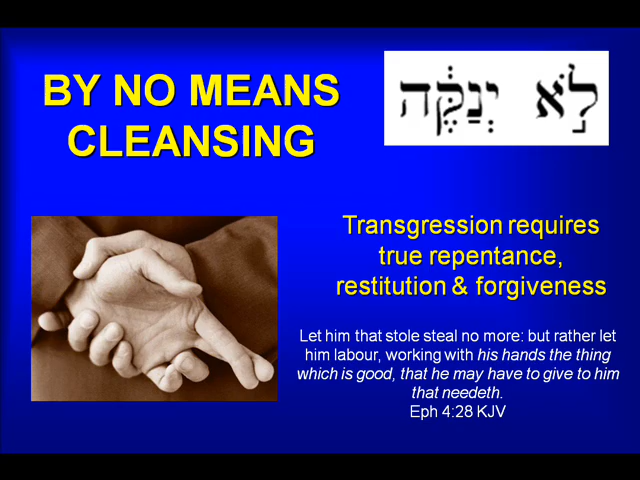 BY NO MEANS
CLEANSING
לֹ֣א יְנַקֶּ֔ה
Transgression requires
true repentance,
restitution & forgiveness
Let him that stole steal no more: but rather let
him labour, working with his hands the thing
which is good, that he may have to give to him
that needeth.
Eph 4:28 KJV